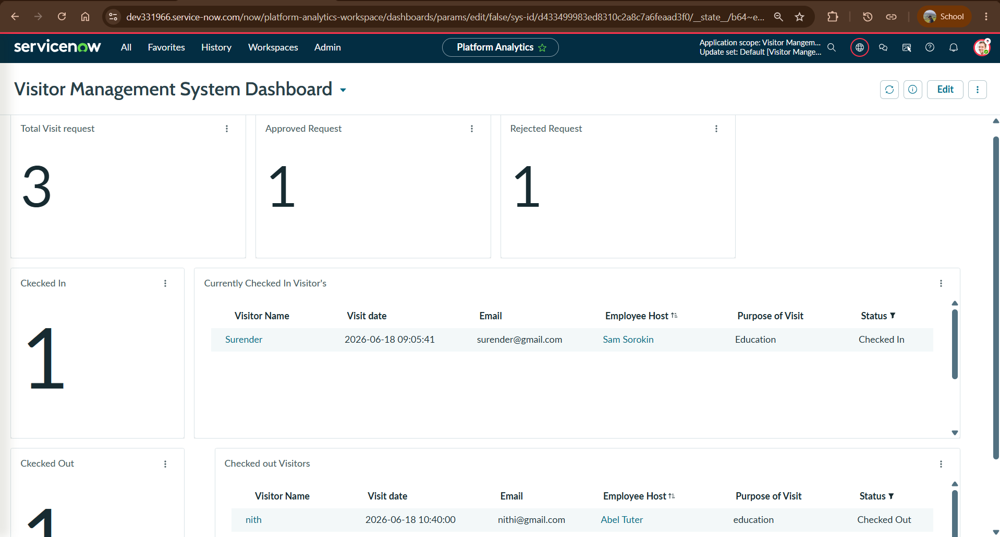 dev331966.service-now.com/now/platform-analytics-workspace/dashboards/params/edit/false/sys-id/d433499983ed8310c2a8c7a6feaad3f0/__state__/b64~e...
School
servicenow
All Favorites History Workspaces Admin
Platform Analytics
Application scope: Visitor Mangem...
Update set: Default [Visitor Mange...
Visitor Management System Dashboard
Edit
Total Visit request
3
Approved Request
1
Rejected Request
1
Ckecked In
1
Currently Checked In Visitor's
Visitor Name Visit date Email Employee Host Purpose of Visit Status
Surender 2026-06-18 09:05:41 surender@gmail.com Sam Sorokin Education Checked In
Ckecked Out
1
Checked out Visitors
Visitor Name Visit date Email Employee Host Purpose of Visit Status
nith 2026-06-18 10:40:00 nithi@gmail.com Abel Tuter education Checked Out